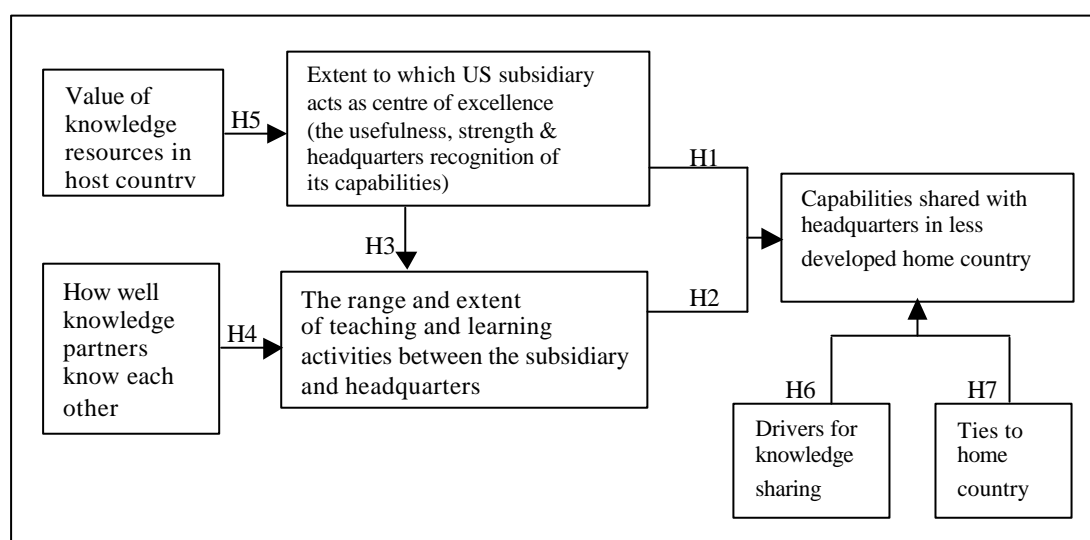 Value of
knowledge
resources in
host country
H5
Extent to which US subsidiary
acts as centre of excellence
(the usefulness, strength &
headquarters recognition of
its capabilities)
H1
H3
Capabilities shared with
headquarters in less
developed home country
How well
knowledge
partners
know each
other
H4
The range and extent
of teaching and learning
activities between the subsidiary
and headquarters
H2
H6
Drivers for
knowledge
sharing
H7
Ties to
home
country